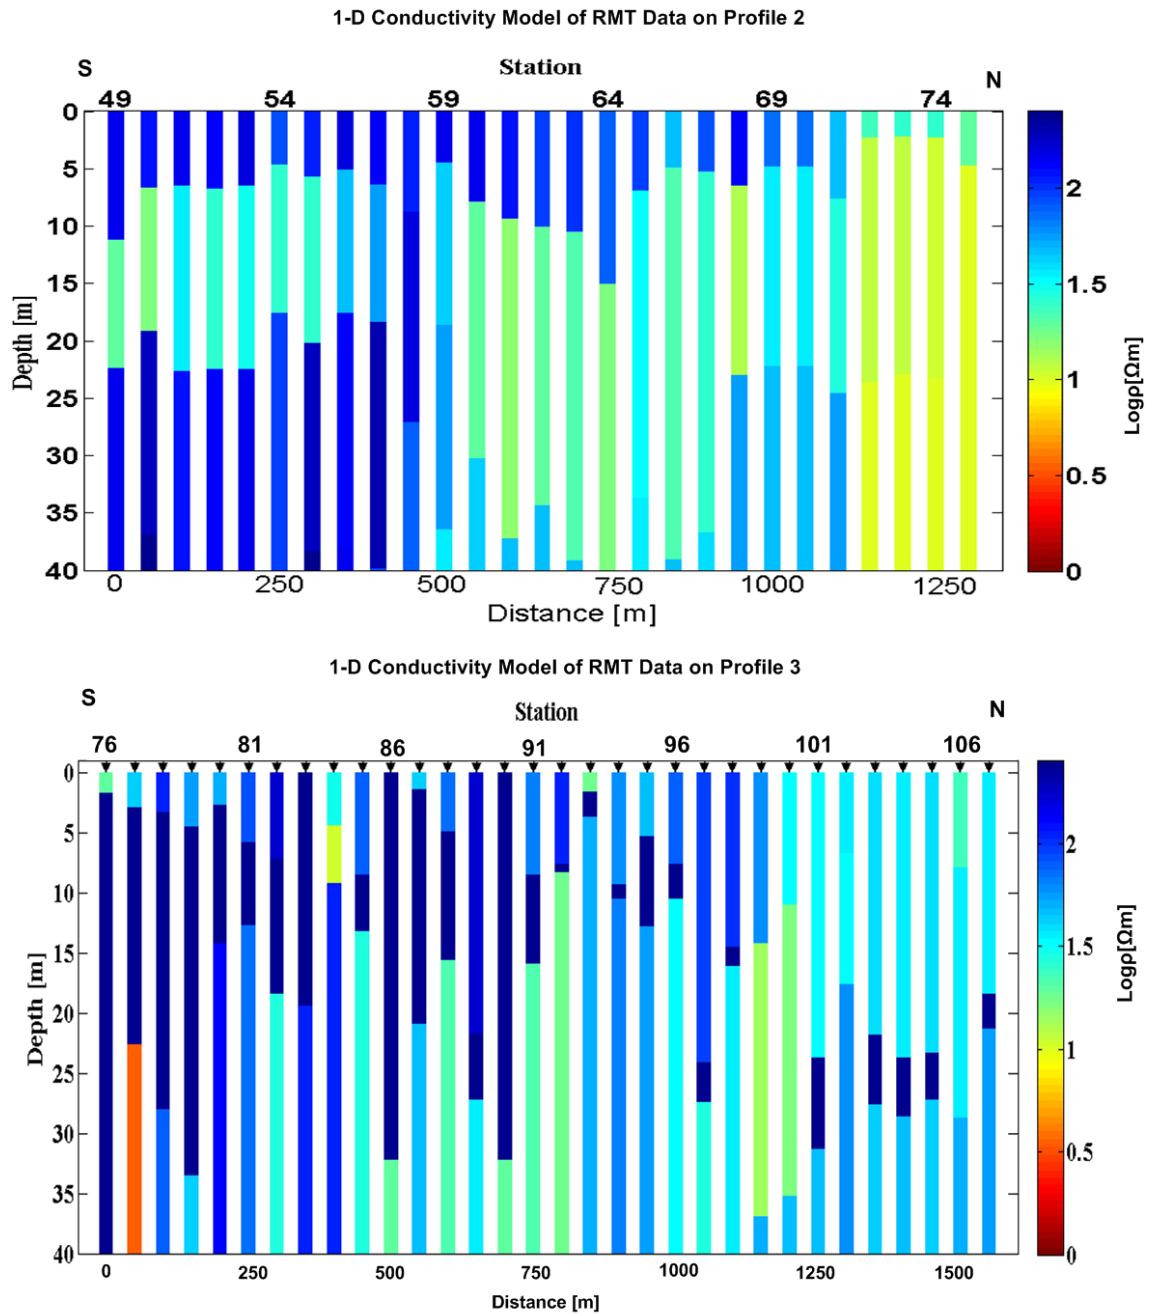 1-D Conductivity Model of RMT Data on Profile 2
S Station N
49 54 59 64 69 74
0
5
10
15
20
25
30
35
40
Depth [m]
0 250 500 750 1000 1250
Distance [m]
2
1.5
1
0.5
0
Logρ[Ωm]
1-D Conductivity Model of RMT Data on Profile 3
S Station N
76 81 86 91 96 101 106
0
5
10
15
20
25
30
35
40
Depth [m]
0 250 500 750 1000 1250 1500
Distance [m]
2
1.5
1
0.5
0
Logρ[Ωm]